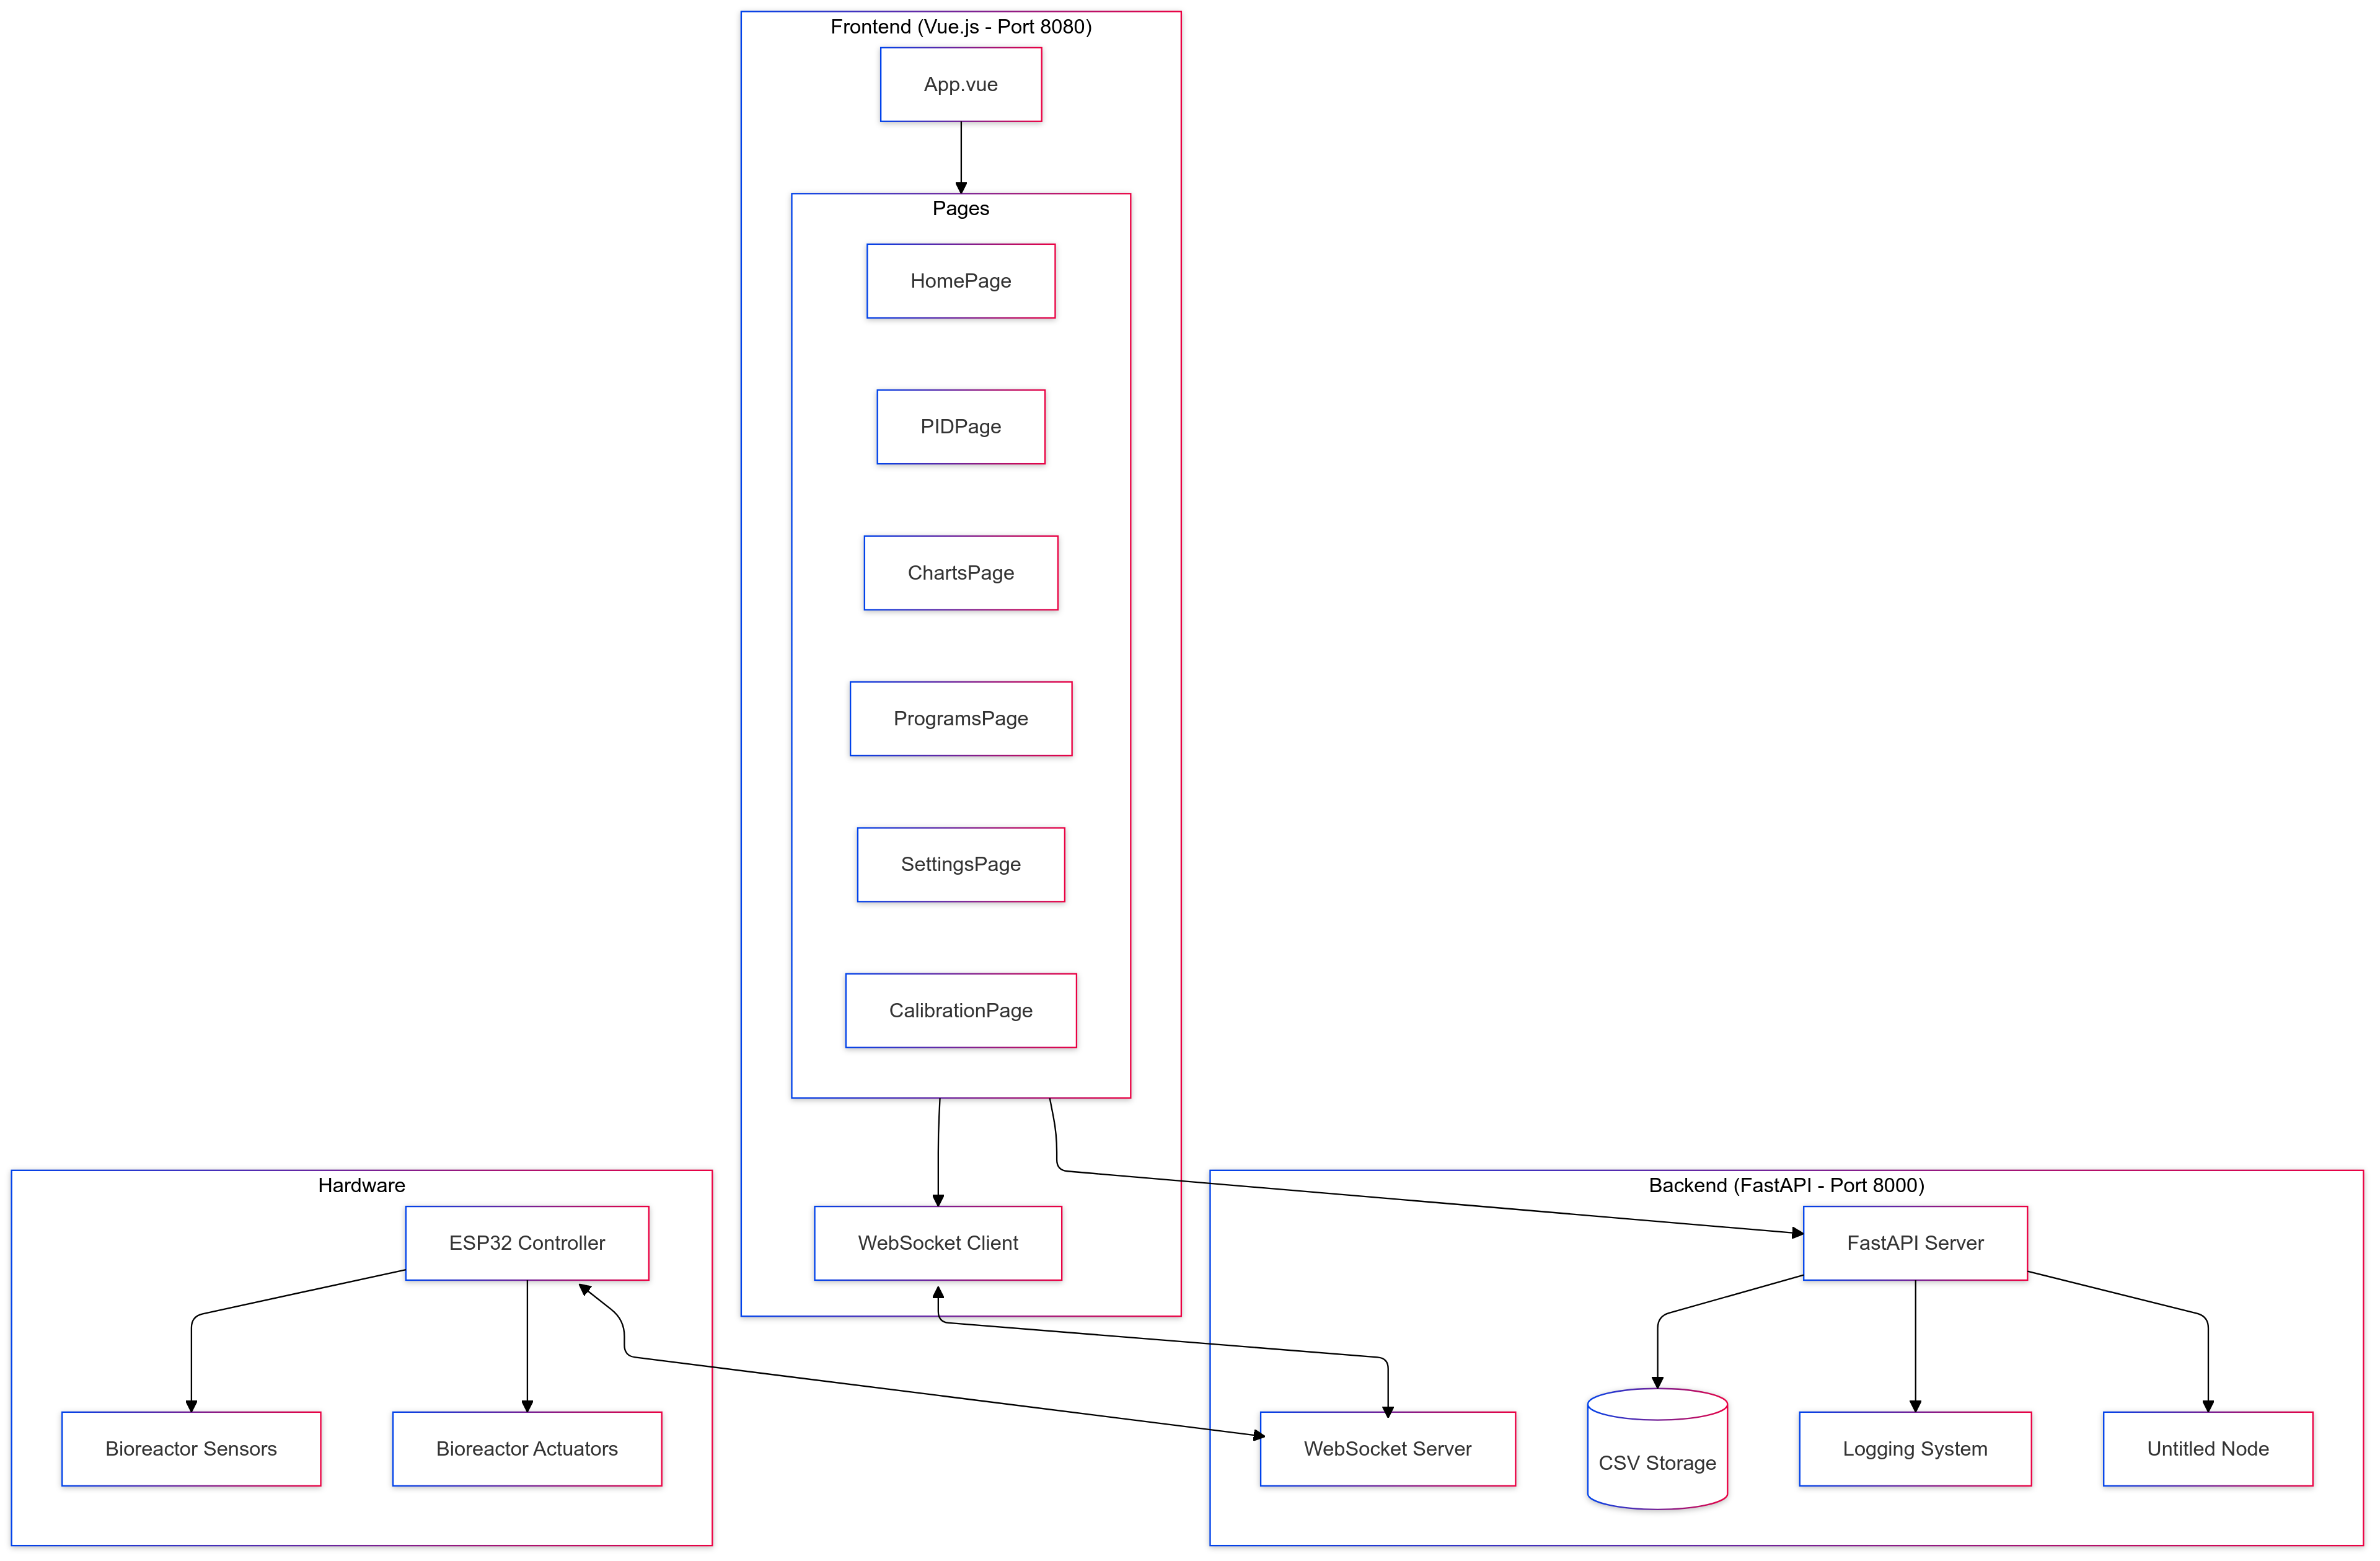 Frontend (Vue.js - Port 8080)
App.vue
Pages
HomePage
PIDPage
ChartsPage
ProgramsPage
SettingsPage
CalibrationPage
WebSocket Client
Hardware
ESP32 Controller
Bioreactor Sensors
Bioreactor Actuators
Backend (FastAPI - Port 8000)
FastAPI Server
WebSocket Server
CSV Storage
Logging System
Untitled Node